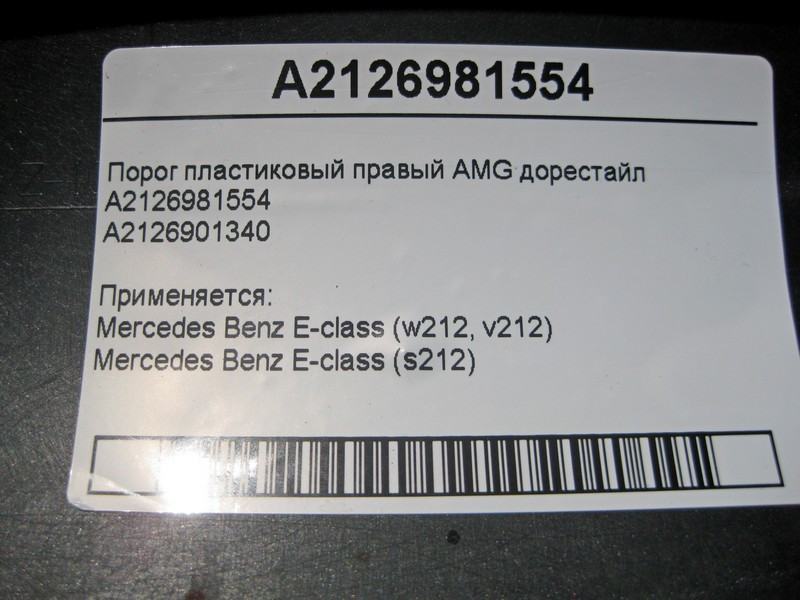 A2126981554
Порог пластиковый правый AMG дорестайл
A2126981554
A2126901340
Применяется:
Mercedes Benz E-class (w212, v212)
Mercedes Benz E-class (s212)